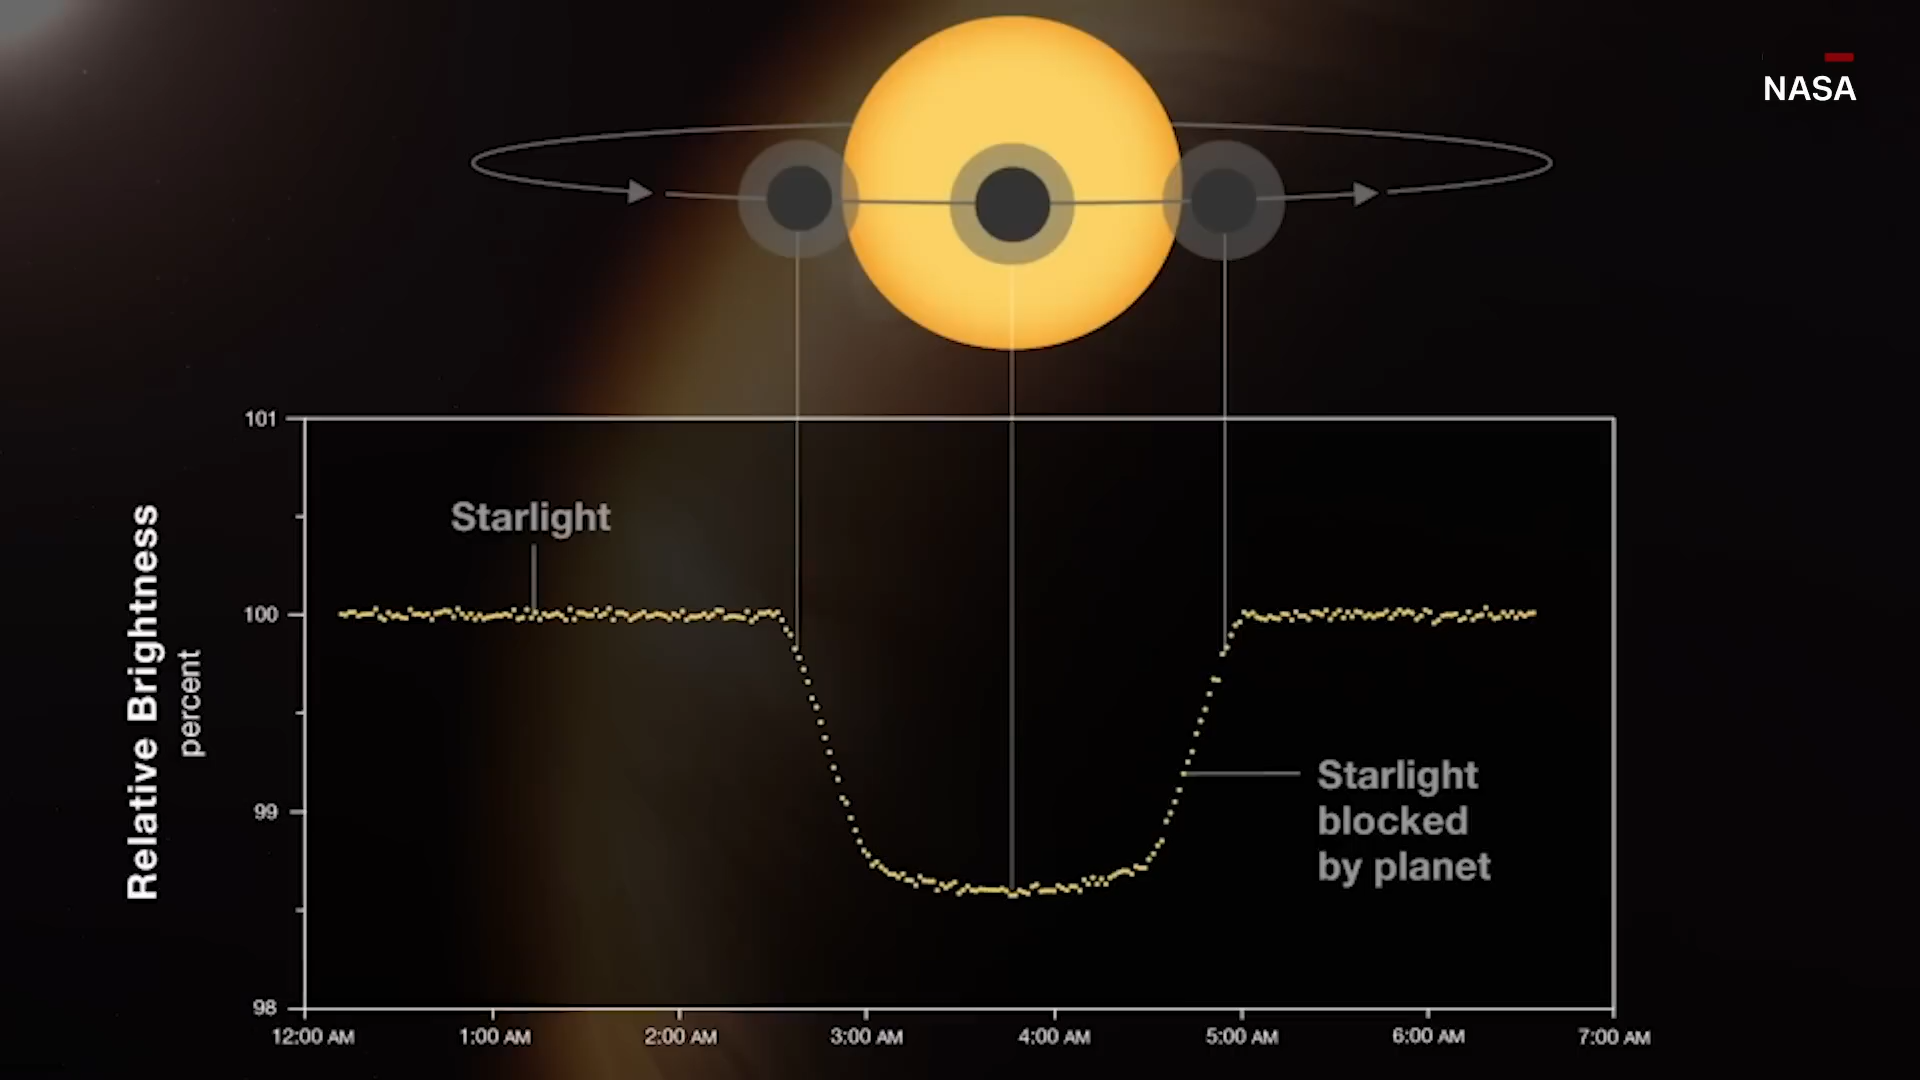 NASA
101
Starlight
100
Relative Brightness
percent
99
Starlight
blocked
by planet
98
12:00 AM 1:00 AM 2:00 AM 3:00 AM 4:00 AM 5:00 AM 6:00 AM 7:00 AM